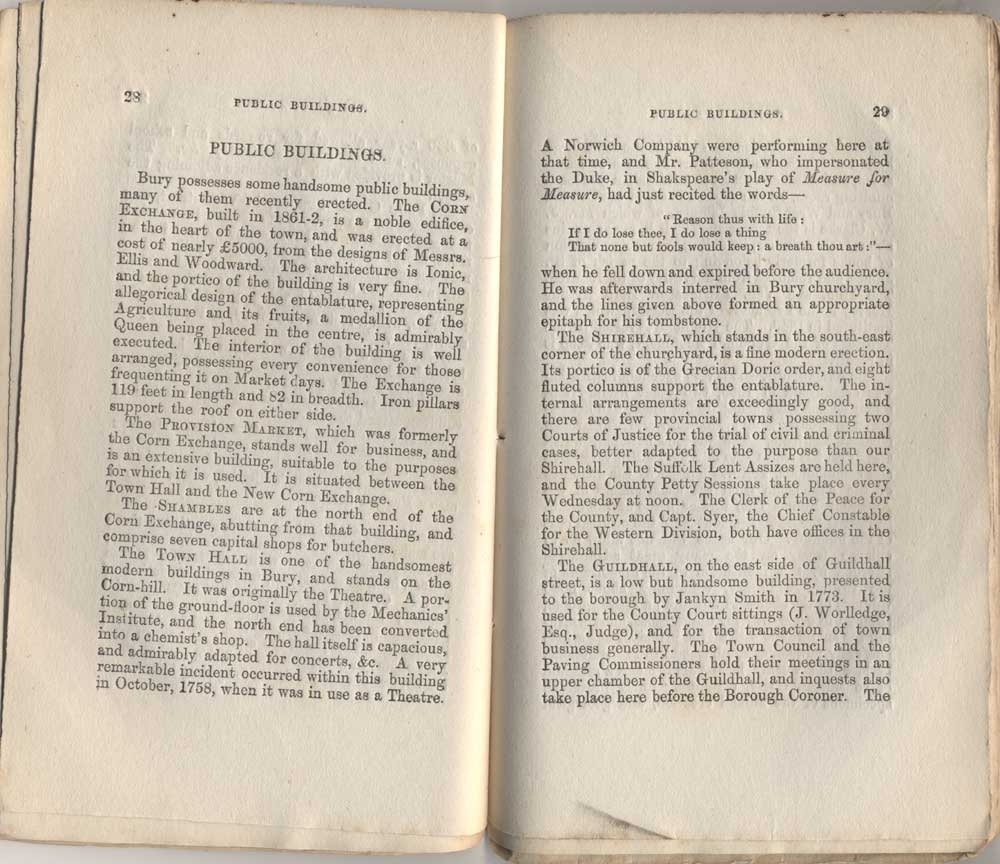 28
PUBLIC BUILDINGS.
PUBLIC BUILDINGS.
Bury possesses some handsome public buildings,
many of them recently erected. The CORN
EXCHANGE, built in 1861-2, is a noble edifice,
in the heart of the town, and was erected at a
cost of nearly £5000, from the designs of Messrs.
Ellis and Woodward. The architecture is Ionic,
and the portico of the building is very fine. The
allegorical design of the entablature, representing
Agriculture and its fruits, a medallion of the
Queen being placed in the centre, is admirably
executed. The interior of the building is well
arranged, possessing every convenience for those
frequenting it on Market days. The Exchange is
119 feet in length and 82 in breadth. Iron pillars
support the roof on either side.
The PROVISION MARKET, which was formerly
the Corn Exchange, stands well for business, and
is an extensive building, suitable to the purposes
for which it is used. It is situated between the
Town Hall and the New Corn Exchange.
The SHAMBLES are at the north end of the
Corn Exchange, abutting from that building, and
comprise seven capital shops for butchers.
The TOWN HALL is one of the handsomest
modern buildings in Bury, and stands on the
Corn-hill. It was originally the Theatre. A por-
tion of the ground-floor is used by the Mechanics'
Institute, and the north end has been converted
into a chemist's shop. The hall itself is capacious,
and admirably adapted for concerts, &c. A very
remarkable incident occurred within this building
in October, 1758, when it was in use as a Theatre.
PUBLIC BUILDINGS.
29
A Norwich Company were performing here at
that time, and Mr. Patteson, who impersonated
the Duke, in Shakspeare's play of Measure for
Measure, had just recited the words—
"Reason thus with life :
If I do lose thee, I do lose a thing
That none but fools would keep : a breath thou art :"—
when he fell down and expired before the audience.
He was afterwards interred in Bury churchyard,
and the lines given above formed an appropriate
epitaph for his tombstone.
The SHIREHALL, which stands in the south-east
corner of the churchyard, is a fine modern erection.
Its portico is of the Grecian Doric order, and eight
fluted columns support the entablature. The in-
ternal arrangements are exceedingly good, and
there are few provincial towns possessing two
Courts of Justice for the trial of civil and criminal
cases, better adapted to the purpose than our
Shirehall. The Suffolk Lent Assizes are held here,
and the County Petty Sessions take place every
Wednesday at noon. The Clerk of the Peace for
the County, and Capt. Syer, the Chief Constable
for the Western Division, both have offices in the
Shirehall.
The GUILDHALL, on the east side of Guildhall
street, is a low but handsome building, presented
to the borough by Jankyn Smith in 1773. It is
used for the County Court sittings (J. Worlledge,
Esq., Judge), and for the transaction of town
business generally. The Town Council and the
Paving Commissioners hold their meetings in an
upper chamber of the Guildhall, and inquests also
take place here before the Borough Coroner. The